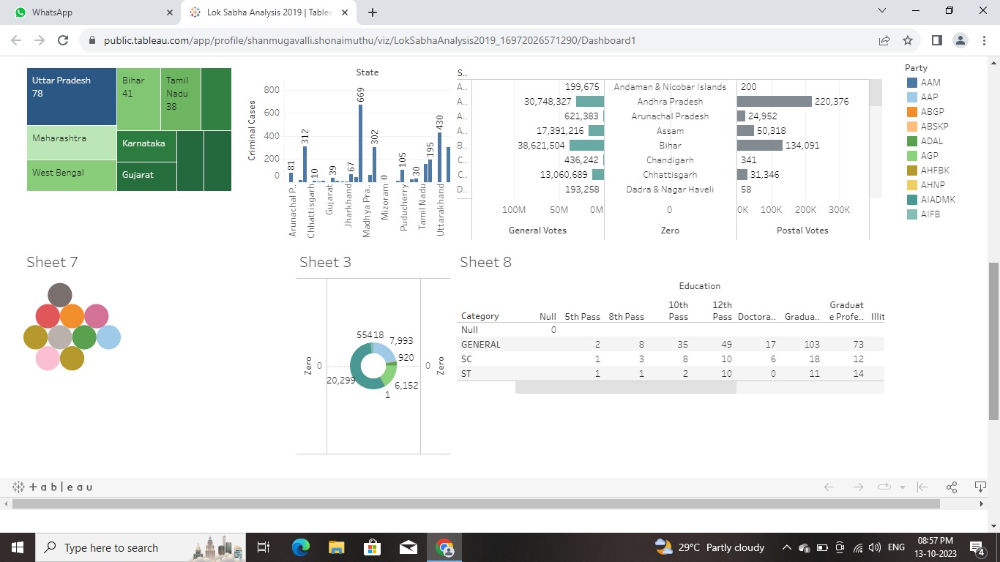 WhatsApp
Lok Sabha Analysis 2019 | Tablea
public.tableau.com/app/profile/shanmugavalli.shonaimuthu/viz/LokSabhaAnalysis2019_16972026571290/Dashboard1
Uttar Pradesh
78
Bihar
41
Tamil
Nadu
38
Maharashtra
Karnataka
West Bengal
Gujarat
State
Criminal Cases
800
600
400
200
0
81
312
10
39
67
669
302
0
105
30
195
430
Arunachal P..
Chhattisgarh
Gujarat
Jharkhand
Madhya Pra..
Mizoram
Puducherry
Tamil Nadu
Uttarakhand
S..
A.. 199,675 Andaman & Nicobar Islands 200
A.. 30,748,327 Andhra Pradesh 220,376
A.. 621,383 Arunachal Pradesh 24,952
A.. 17,391,216 Assam 50,318
B.. 38,621,504 Bihar 134,091
C.. 436,242 Chandigarh 341
C.. 13,060,689 Chhattisgarh 31,346
D.. 193,258 Dadra & Nagar Haveli 58
100M 50M 0M 0 0K 100K 200K 300K
General Votes Zero Postal Votes
Party
AAM
AAP
ABGP
ABSKP
ADAL
AGP
AHFBK
AHNP
AIADMK
AIFB
Sheet 7
Sheet 3
Zero
0
55418
7,993
920
6,152
1
20,299
0
Zero
Sheet 8
Education
Category Null 5th Pass 8th Pass 10th Pass 12th Pass Doctora.. Gradua.. Graduat e Profe.. Illit
Null 0
GENERAL 2 8 35 49 17 103 73
SC 1 3 8 10 6 18 12
ST 1 1 2 10 0 11 14
+ a b | e a u
Type here to search
29°C Partly cloudy
ENG
08:57 PM
13-10-2023
4